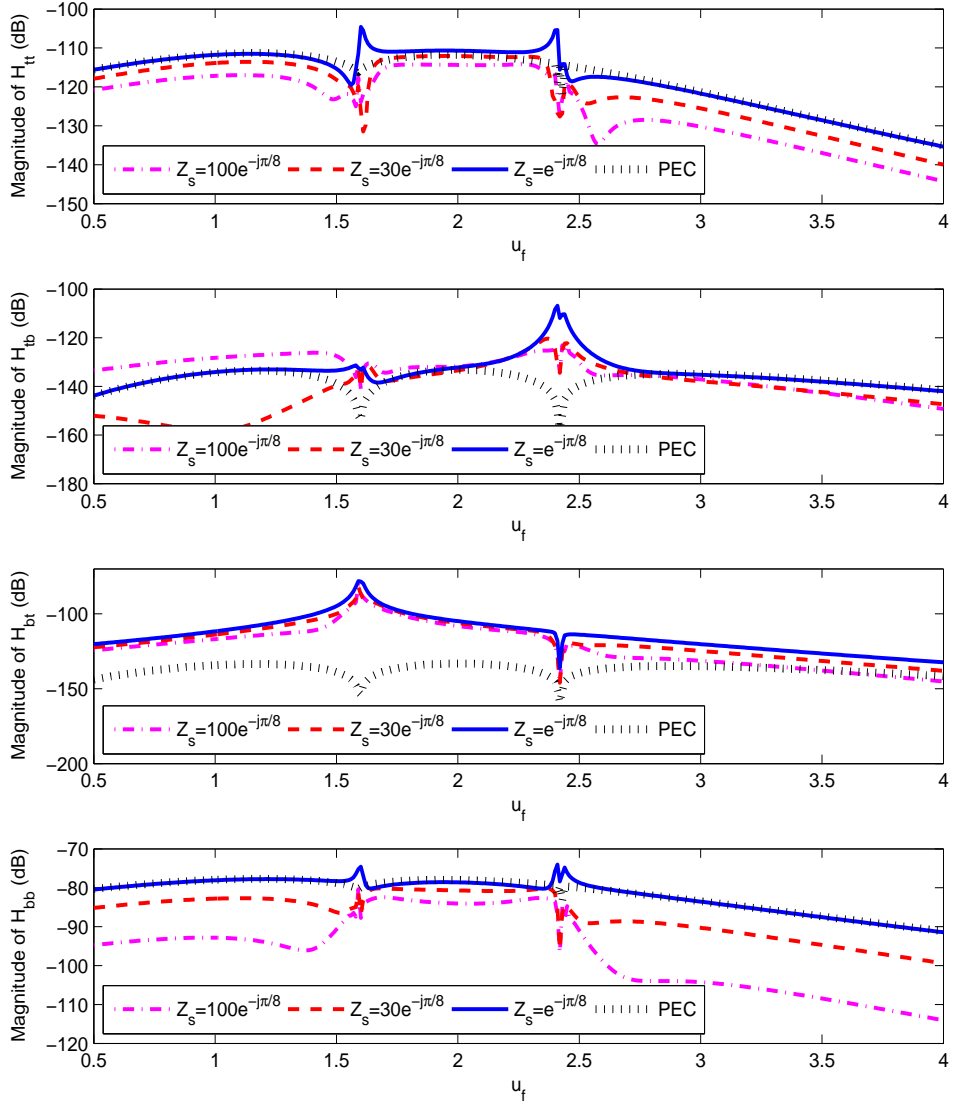 Magnitude of H_tt (dB)
−100
−110
−120
−130
−140
−150
Z_s=100e^{-jπ/8} Z_s=30e^{-jπ/8} Z_s=e^{-jπ/8} PEC
0.5 1 1.5 2 2.5 3 3.5 4
u_f
Magnitude of H_tb (dB)
−100
−120
−140
−160
−180
Z_s=100e^{-jπ/8} Z_s=30e^{-jπ/8} Z_s=e^{-jπ/8} PEC
0.5 1 1.5 2 2.5 3 3.5 4
u_f
Magnitude of H_bt (dB)
−100
−150
−200
Z_s=100e^{-jπ/8} Z_s=30e^{-jπ/8} Z_s=e^{-jπ/8} PEC
0.5 1 1.5 2 2.5 3 3.5 4
u_f
Magnitude of H_bb (dB)
−70
−80
−90
−100
−110
−120
Z_s=100e^{-jπ/8} Z_s=30e^{-jπ/8} Z_s=e^{-jπ/8} PEC
0.5 1 1.5 2 2.5 3 3.5 4
u_f